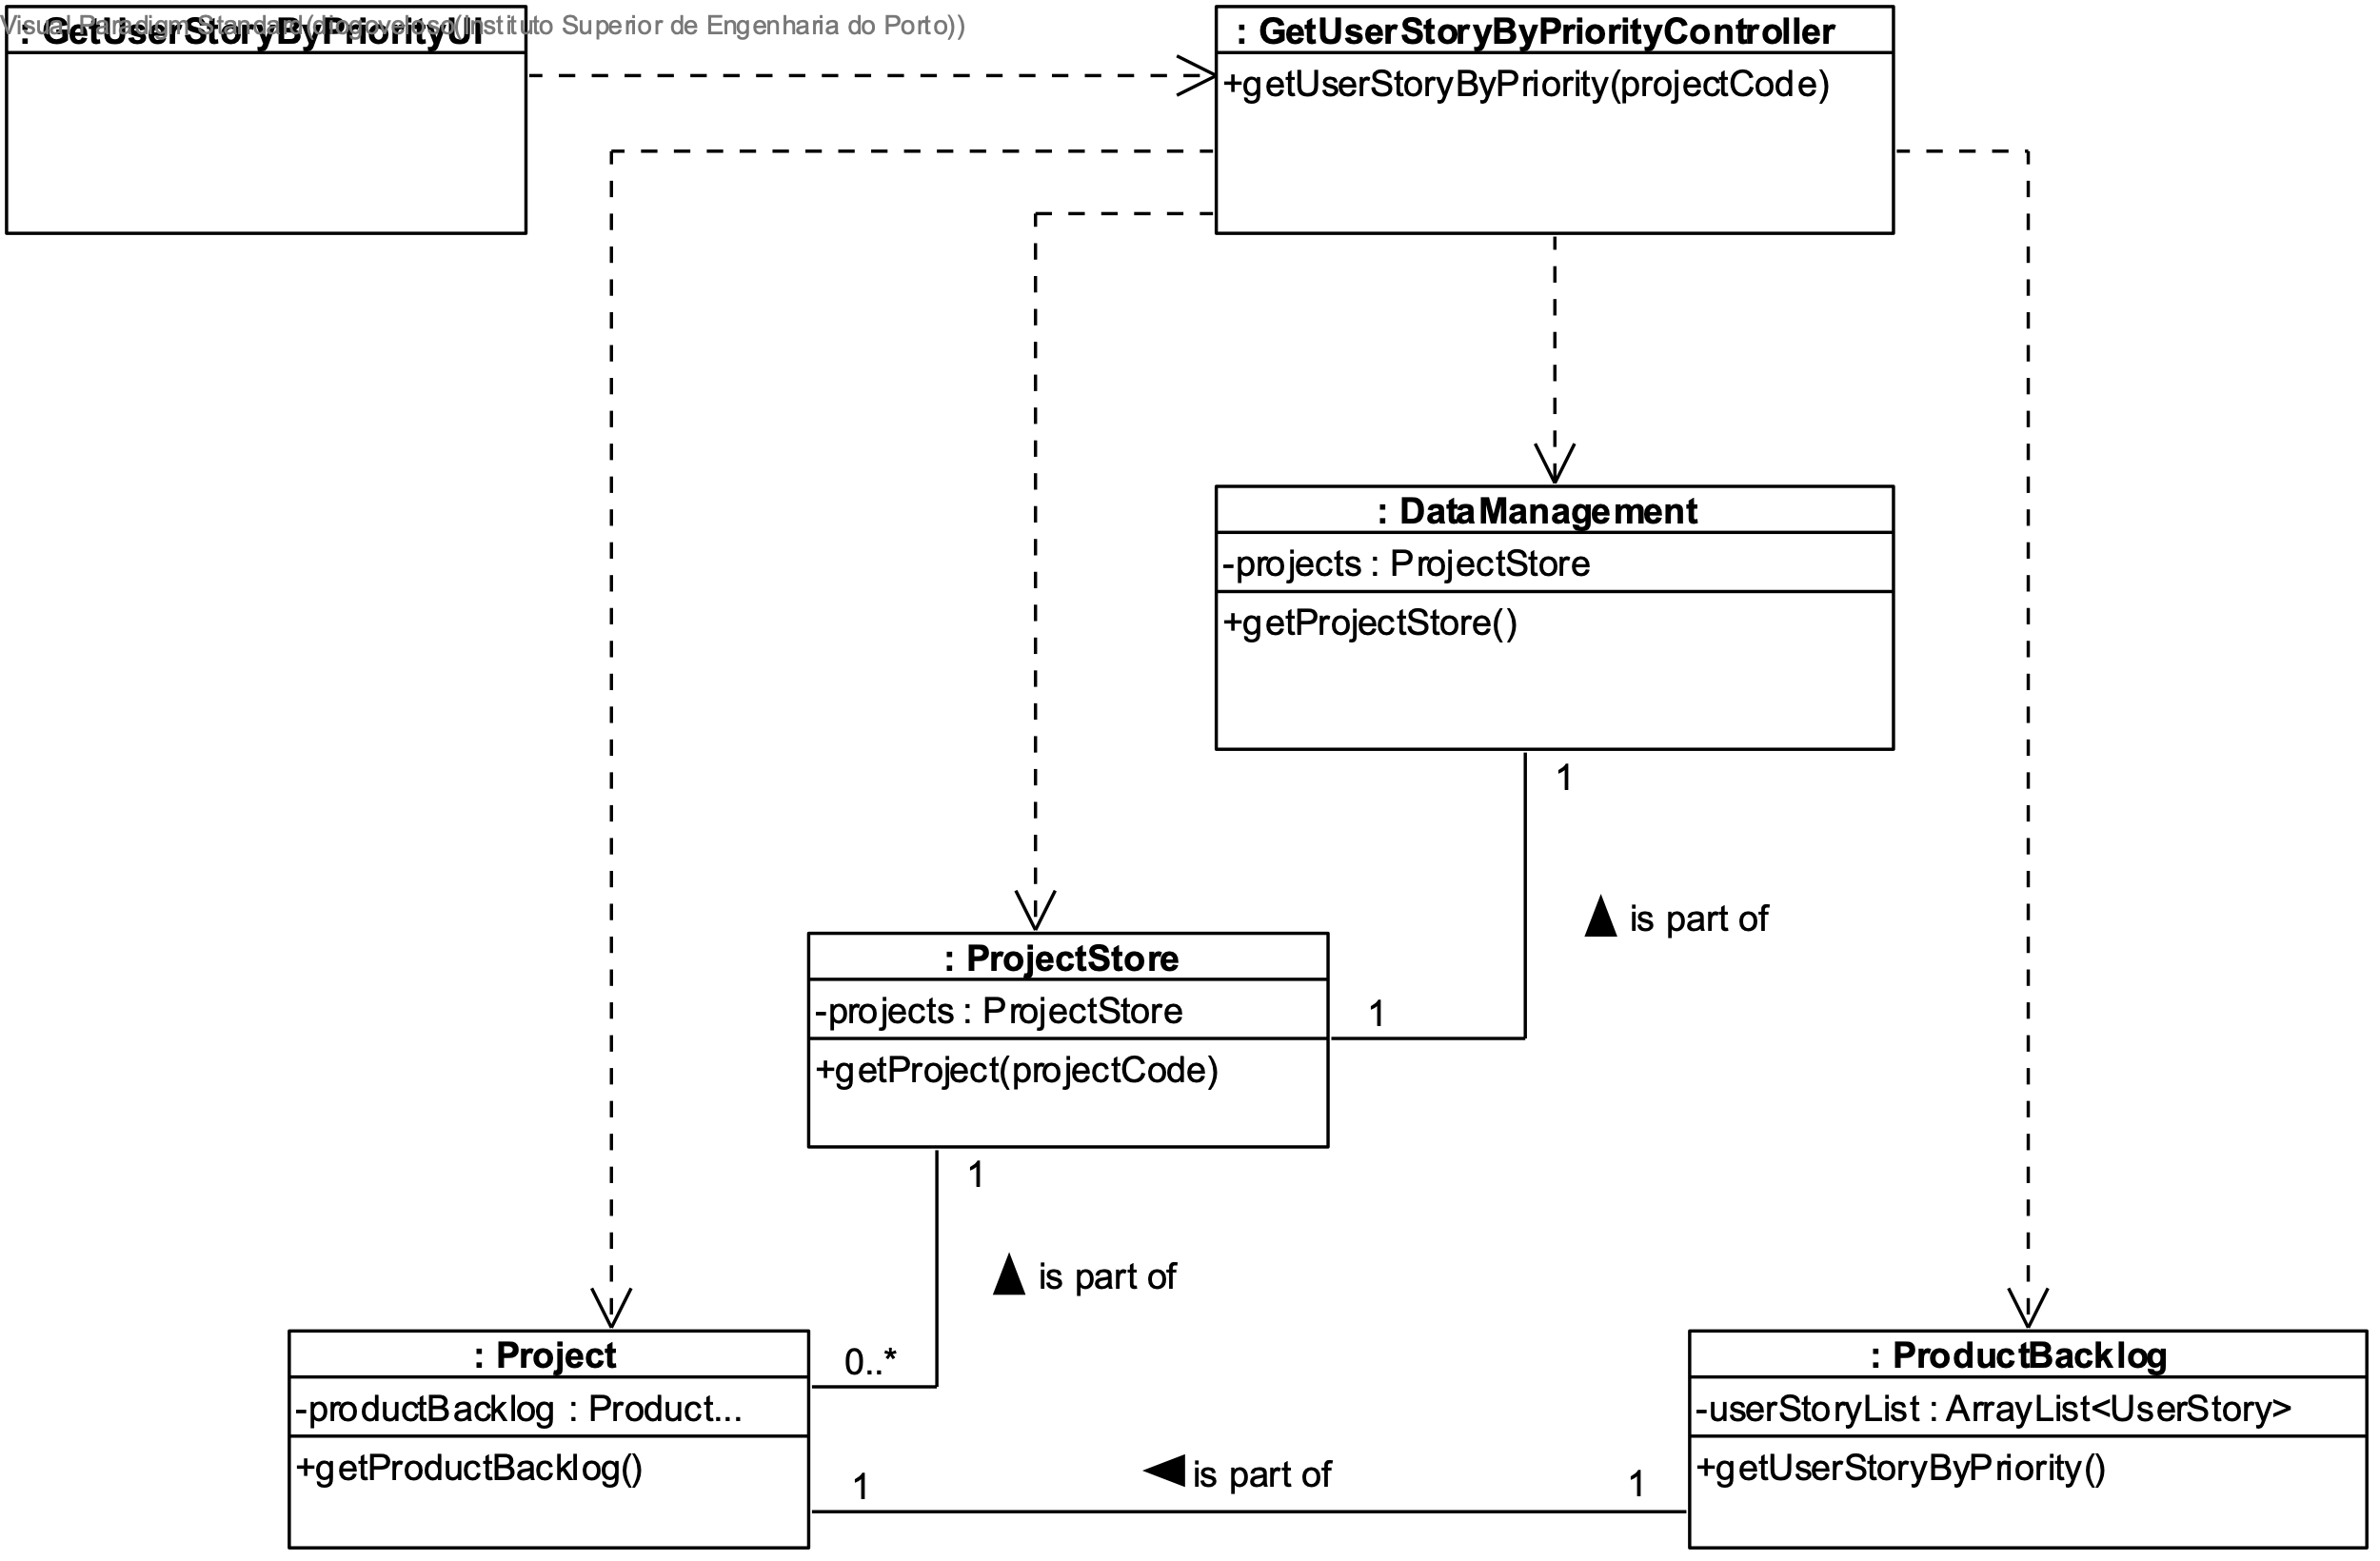 Visual Paradigm Standard(diogoveloso(Instituto Superior de Engenharia do Porto))
: GetUserStoryByPriorityUI
: GetUserStoryByPriorityController
+getUserStoryByPriority(projectCode)
: DataManagement
-projects : ProjectStore
+getProjectStore()
1
is part of
: ProjectStore
-projects : ProjectStore
1
+getProject(projectCode)
1
is part of
: Project
0..*
-productBacklog : Product...
+getProductBacklog()
1
is part of
1
: ProductBacklog
-userStoryList : ArrayList<UserStory>
+getUserStoryByPriority()